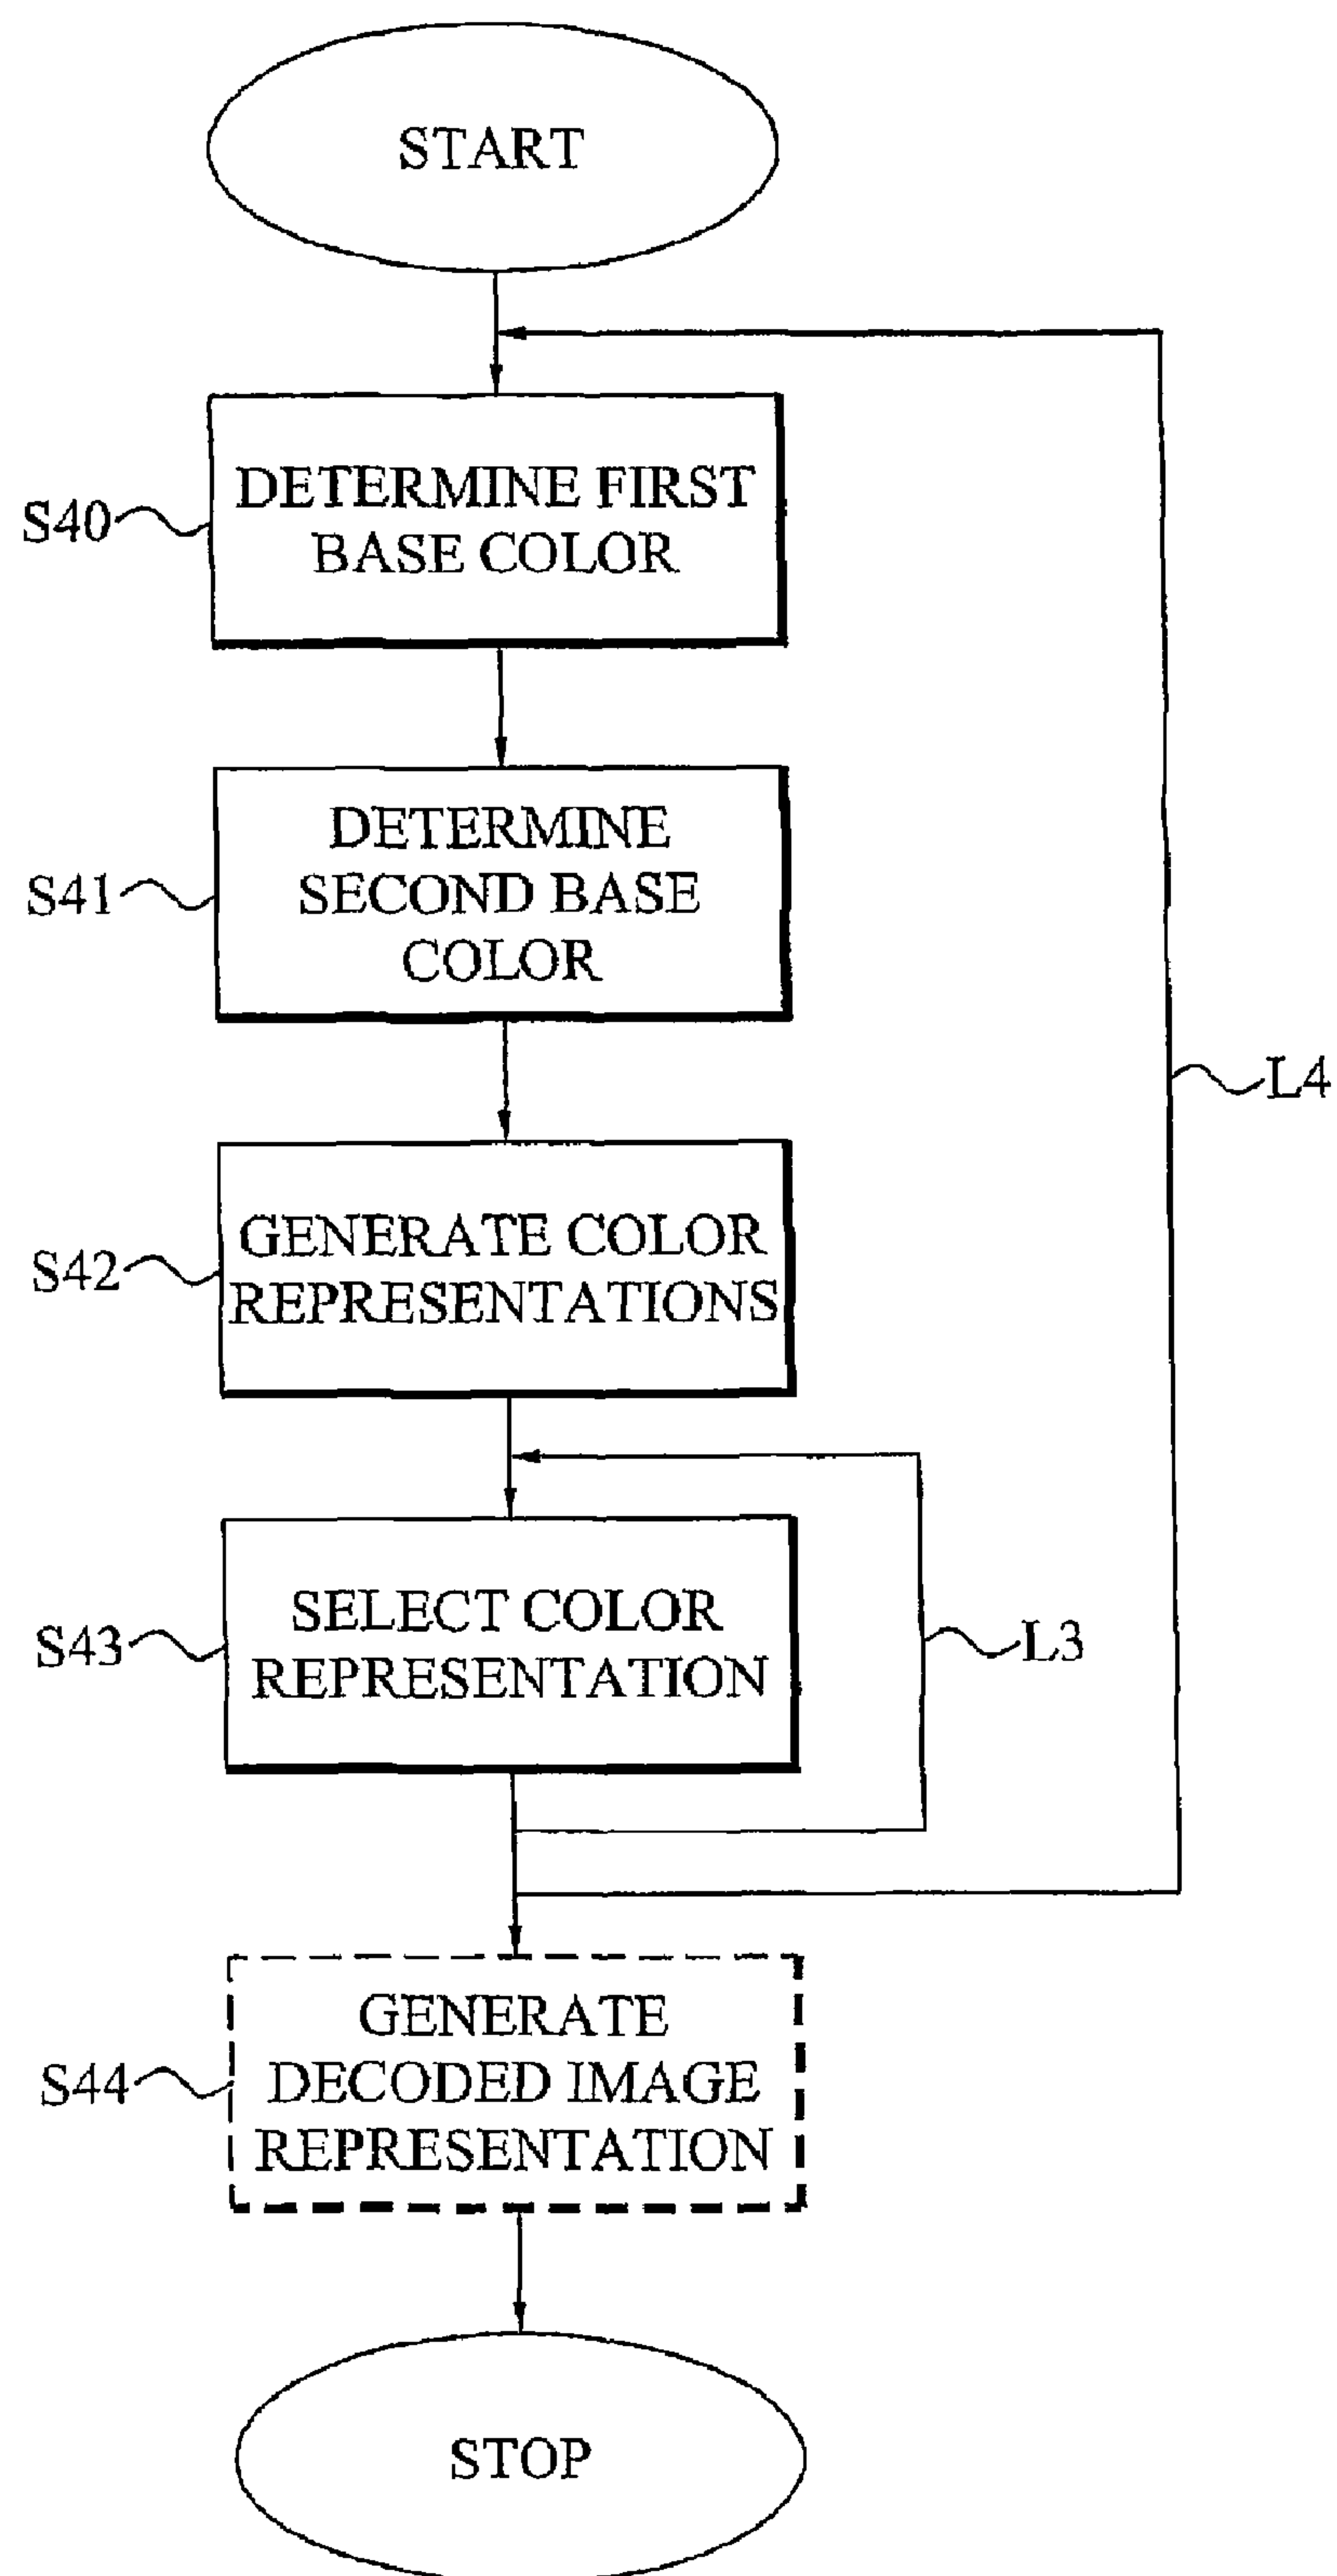 START
S40
DETERMINE FIRST
BASE COLOR
S41
DETERMINE
SECOND BASE
COLOR
L4
S42
GENERATE COLOR
REPRESENTATIONS
S43
SELECT COLOR
REPRESENTATION
L3
S44
GENERATE
DECODED IMAGE
REPRESENTATION
STOP